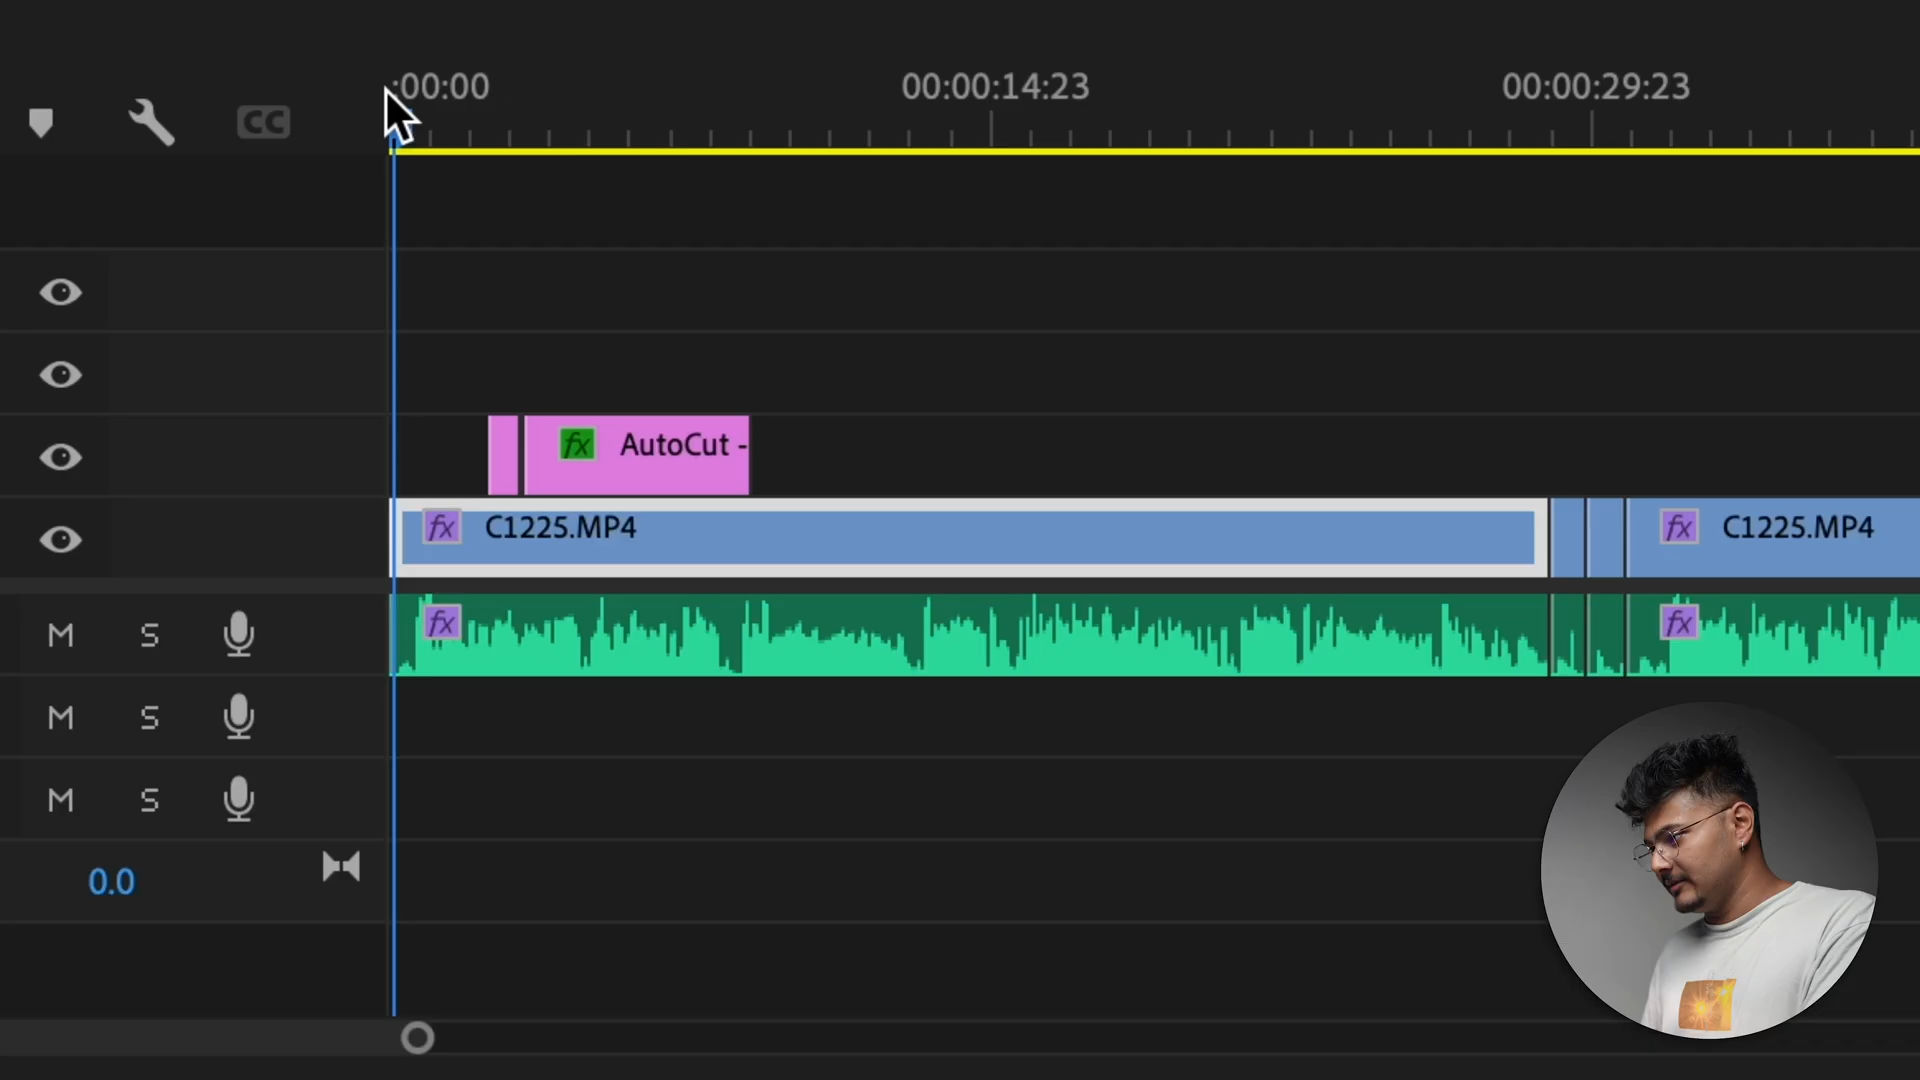 :00:00 00:00:14:23 00:00:29:23
CC
fx AutoCut -
fx C1225.MP4 fx C1225.MP4
M S fx fx
M S
M S
0.0